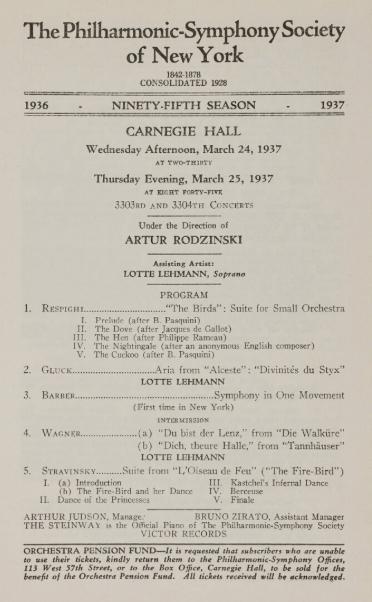 The Philharmonic-Symphony Society
of New York
1842-1878
CONSOLIDATED 1928
1936 - NINETY-FIFTH SEASON - 1937
CARNEGIE HALL
Wednesday Afternoon, March 24, 1937
AT TWO-THIRTY
Thursday Evening, March 25, 1937
AT EIGHT FORTY-FIVE
3303RD AND 3304TH CONCERTS
Under the Direction of
ARTUR RODZINSKI
Assisting Artist:
LOTTE LEHMANN, Soprano
PROGRAM
1. RESPIGHI..............................."The Birds": Suite for Small Orchestra
I. Prelude (after B. Pasquini)
II. The Dove (after Jacques de Gallot)
III. The Hen (after Philippe Rameau)
IV. The Nightingale (after an anonymous English composer)
V. The Cuckoo (after B. Pasquini)
2. GLUCK................................Aria from "Alceste": "Divinités du Styx"
LOTTE LEHMANN
3. BARBER.......................................Symphony in One Movement
(First time in New York)
INTERMISSION
4. WAGNER................(a) "Du bist der Lenz," from "Die Walküre"
(b) "Dich, theure Halle," from "Tannhäuser"
LOTTE LEHMANN
5. STRAVINSKY...........Suite from "L'Oiseau de Feu" ("The Fire-Bird")
I. (a) Introduction III. Kastchei's Infernal Dance
(b) The Fire-Bird and her Dance IV. Berceuse
II. Dance of the Princesses V. Finale
ARTHUR JUDSON, Manager BRUNO ZIRATO, Assistant Manager
THE STEINWAY is the Official Piano of The Philharmonic-Symphony Society
VICTOR RECORDS
ORCHESTRA PENSION FUND—It is requested that subscribers who are unable
to use their tickets, kindly return them to the Philharmonic-Symphony Offices,
113 West 57th Street, or to the Box Office, Carnegie Hall, to be sold for the
benefit of the Orchestra Pension Fund. All tickets received will be acknowledged.